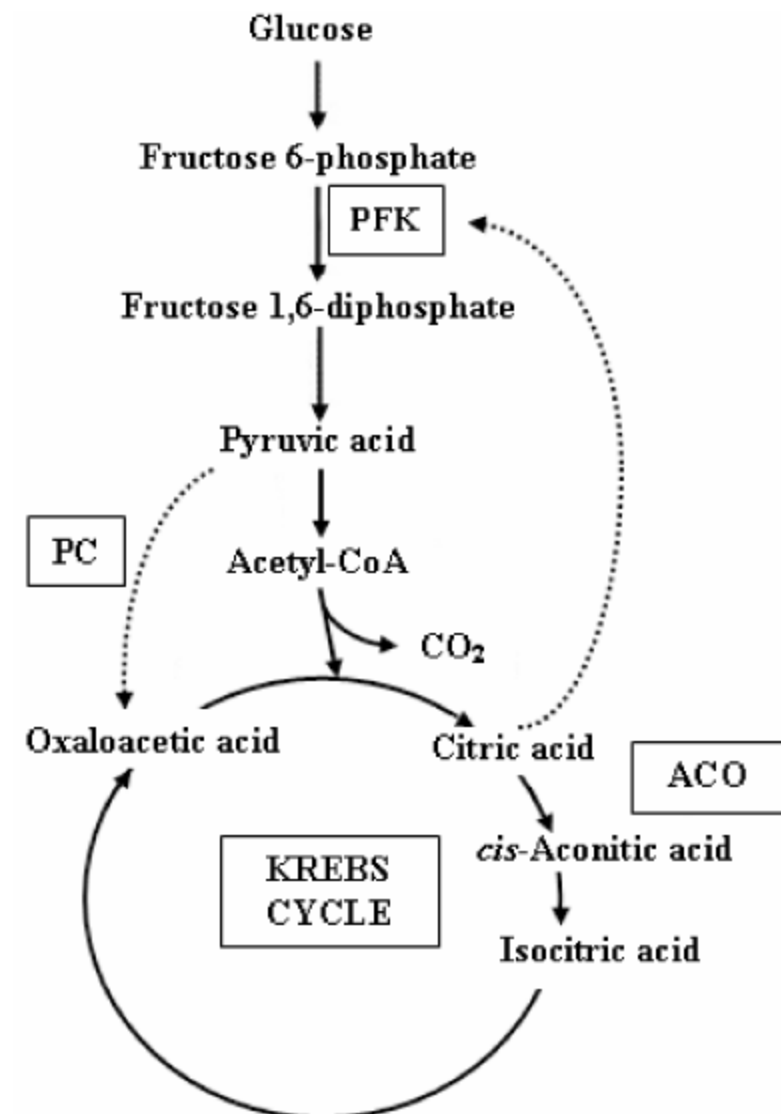 Glucose
Fructose 6-phosphate
PFK
Fructose 1,6-diphosphate
Pyruvic acid
PC
Acetyl-CoA
CO₂
Oxaloacetic acid
Citric acid
ACO
cis-Aconitic acid
KREBS
CYCLE
Isocitric acid